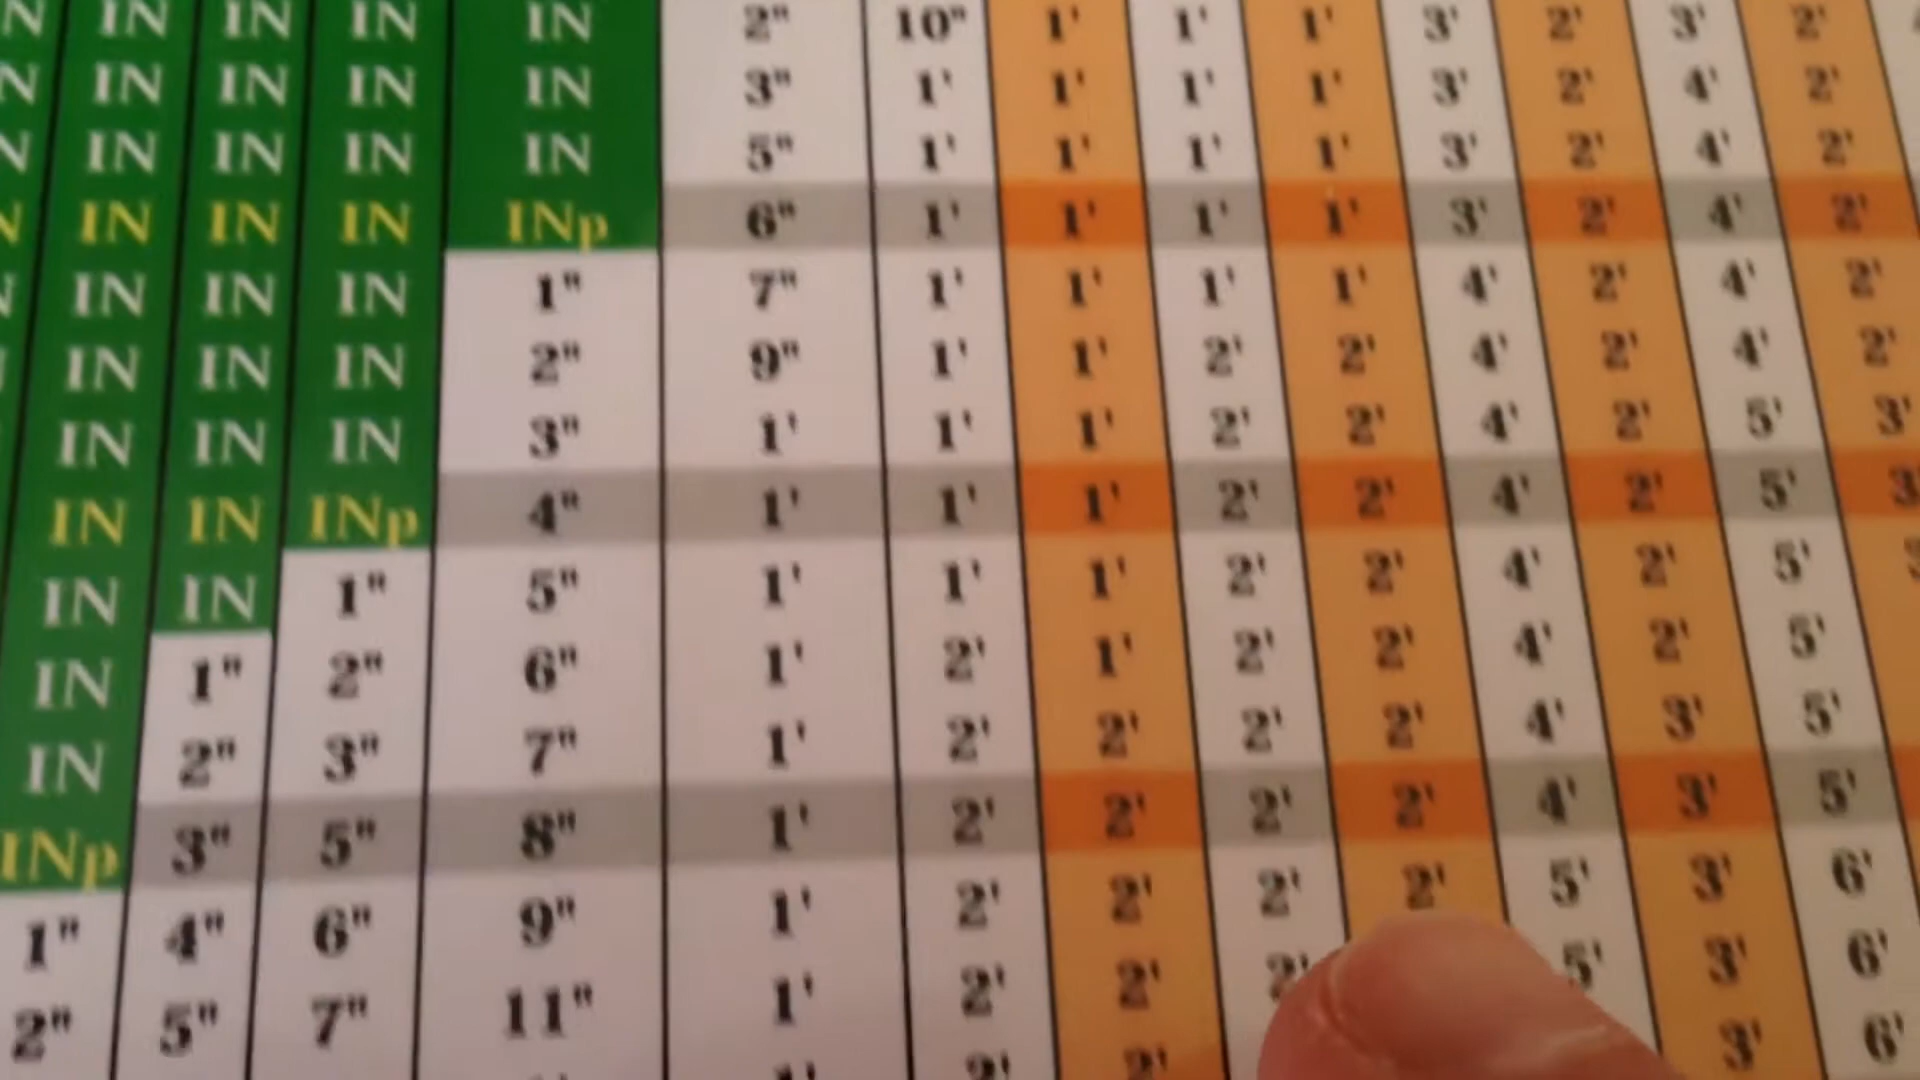 IN IN IN IN IN 2" 10" 1' 1' 1' 3' 2' 3' 2'
IN IN IN IN IN 3" 1' 1' 1' 1' 3' 2' 4' 2'
IN IN IN IN 5" 1' 1' 1' 1' 3' 2' 4' 2'
IN IN IN INp 6" 1' 1' 1' 1' 3' 2' 4' 2'
IN IN IN 1" 7" 1' 1' 1' 1' 4' 2' 4' 2'
IN IN IN 2" 9" 1' 1' 2' 2' 4' 2' 4' 2'
IN IN IN 3" 1' 1' 1' 2' 2' 4' 2' 5' 3'
IN IN INp 4" 1' 1' 1' 2' 2' 4' 2' 5' 3'
IN IN 1" 5" 1' 1' 1' 2' 2' 4' 2' 5'
IN 1" 2" 6" 1' 2' 1' 2' 2' 4' 2' 5'
IN 2" 3" 7" 1' 2' 2' 2' 2' 4' 3' 5'
INp 3" 5" 8" 1' 2' 2' 2' 2' 4' 3' 5'
1" 4" 6" 9" 1' 2' 2' 2' 2' 5' 3' 6'
2" 5" 7" 11" 1' 2' 2' 2' 5' 3' 6'
1' 2' 2' 3' 6'